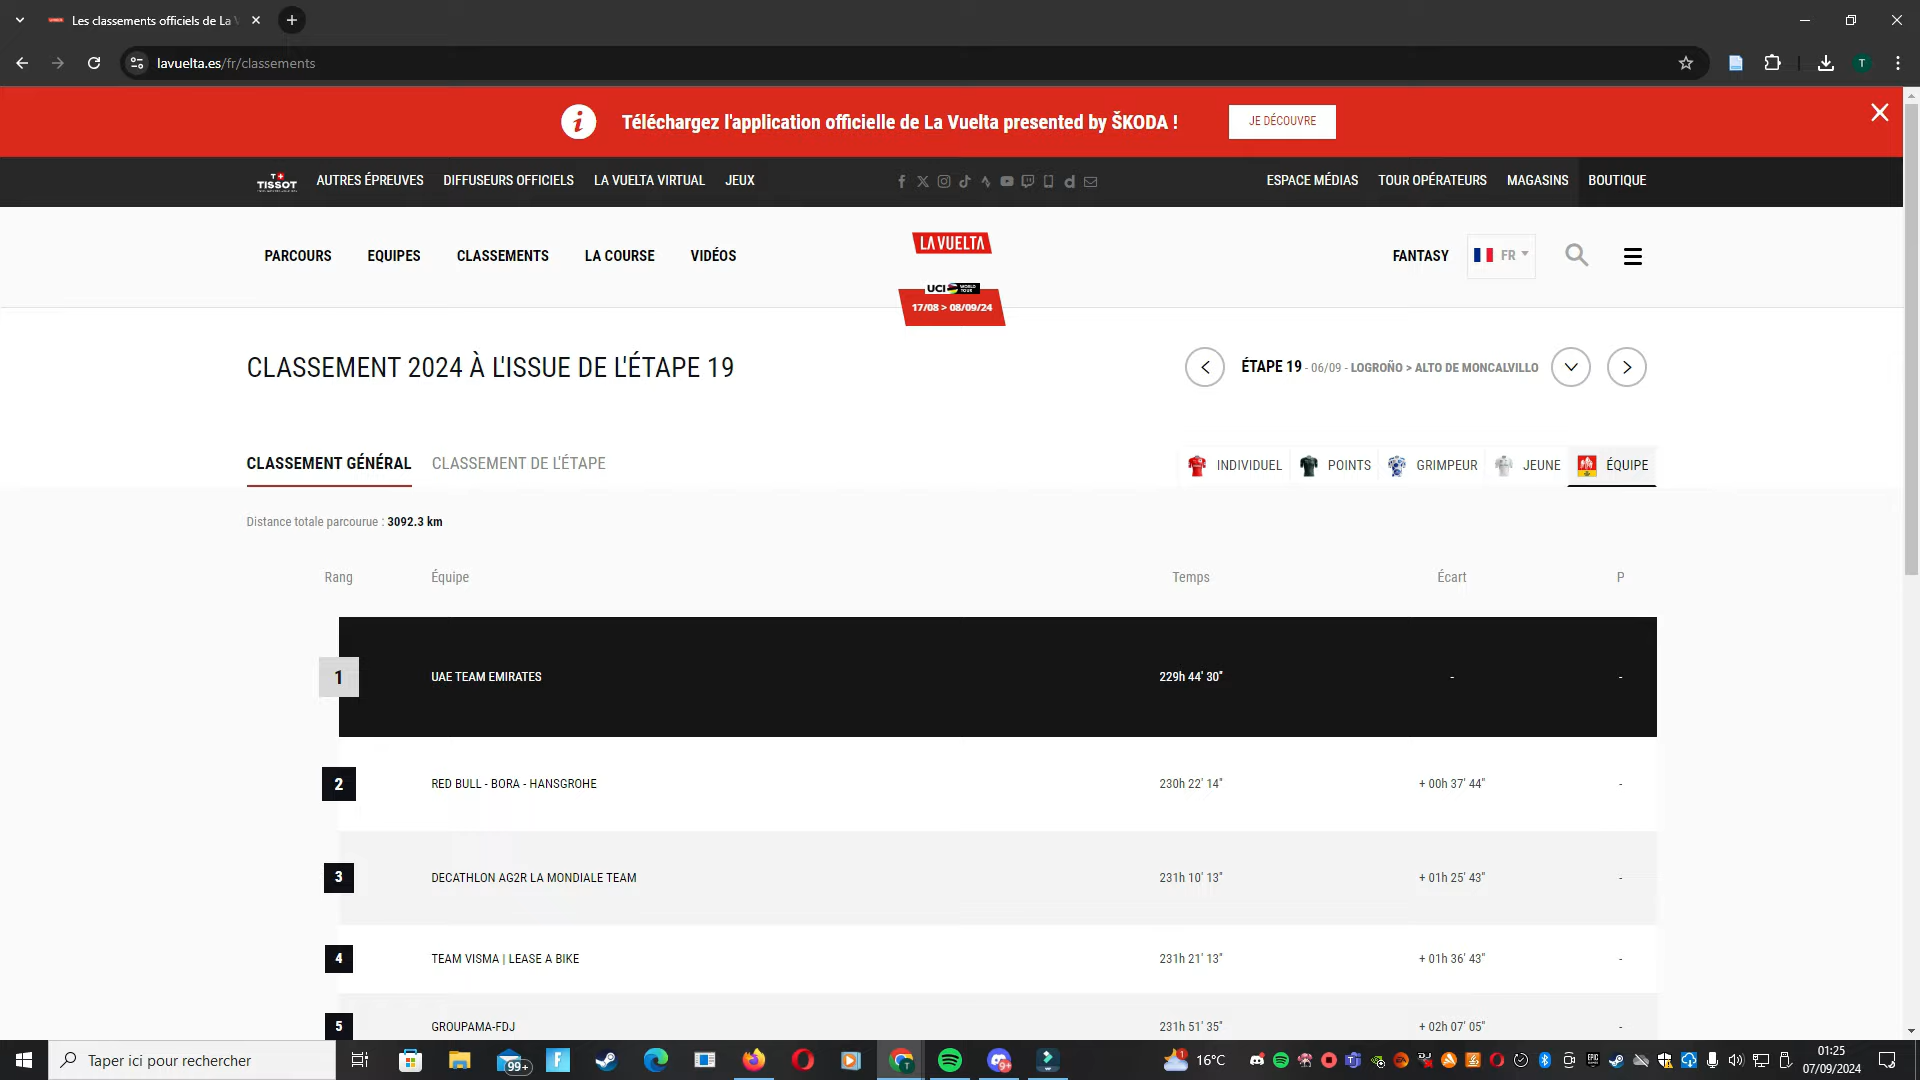 Les classements officiels de La V
lavuelta.es/fr/classements
T
Téléchargez l'application officielle de La Vuelta presented by ŠKODA !
JE DÉCOUVRE
TISSOT
AUTRES ÉPREUVES
DIFFUSEURS OFFICIELS
LA VUELTA VIRTUAL
JEUX
ESPACE MÉDIAS
TOUR OPÉRATEURS
MAGASINS
BOUTIQUE
PARCOURS
EQUIPES
CLASSEMENTS
LA COURSE
VIDÉOS
LA VUELTA
FANTASY
FR
UCI WORLD TOUR
17/08 > 08/09/24
CLASSEMENT 2024 À L'ISSUE DE L'ÉTAPE 19
ÉTAPE 19 - 06/09 - LOGROÑO > ALTO DE MONCALVILLO
CLASSEMENT GÉNÉRAL
CLASSEMENT DE L'ÉTAPE
INDIVIDUEL
POINTS
GRIMPEUR
JEUNE
ÉQUIPE
Distance totale parcourue : 3092.3 km
Rang Équipe Temps Écart P
1 UAE TEAM EMIRATES 229h 44' 30'' - -
2 RED BULL - BORA - HANSGROHE 230h 22' 14'' + 00h 37' 44'' -
3 DECATHLON AG2R LA MONDIALE TEAM 231h 10' 13'' + 01h 25' 43'' -
4 TEAM VISMA | LEASE A BIKE 231h 21' 13'' + 01h 36' 43'' -
5 GROUPAMA-FDJ 231h 51' 35'' + 02h 07' 05'' -
Taper ici pour rechercher
99+
16°C
01:25
07/09/2024